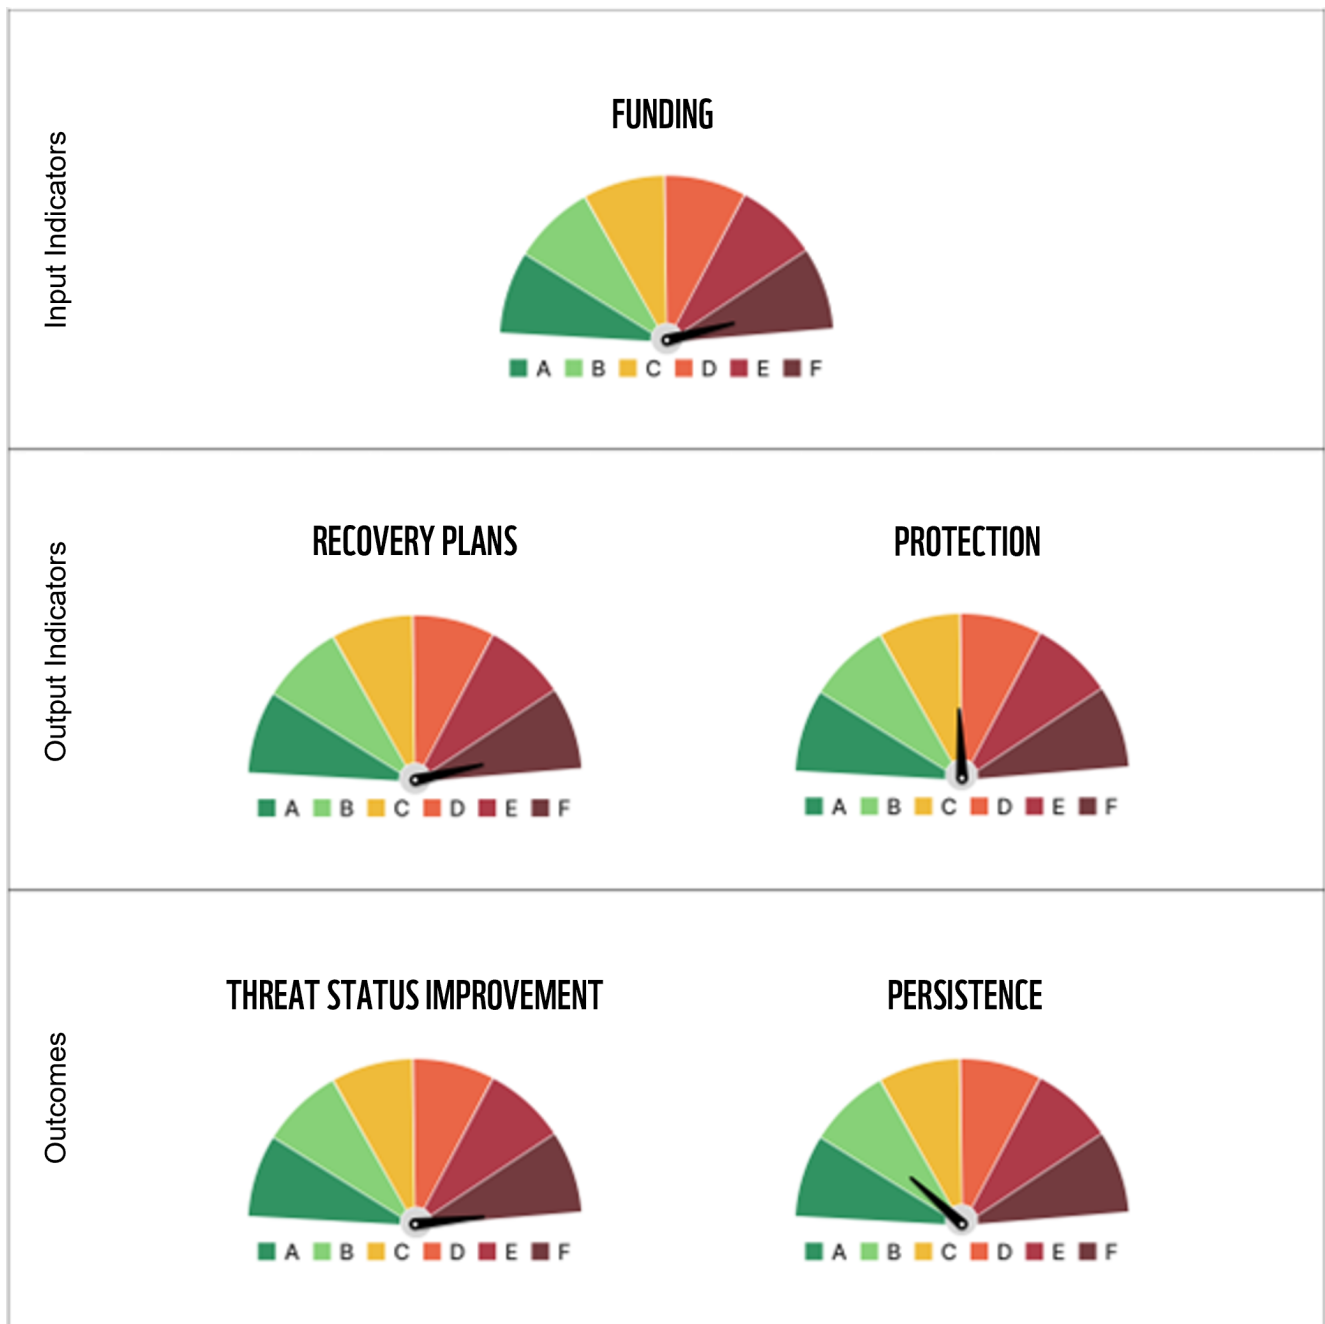 Input Indicators
FUNDING
A B C D E F
Output Indicators
RECOVERY PLANS
A B C D E F
PROTECTION
A B C D E F
Outcomes
THREAT STATUS IMPROVEMENT
A B C D E F
PERSISTENCE
A B C D E F